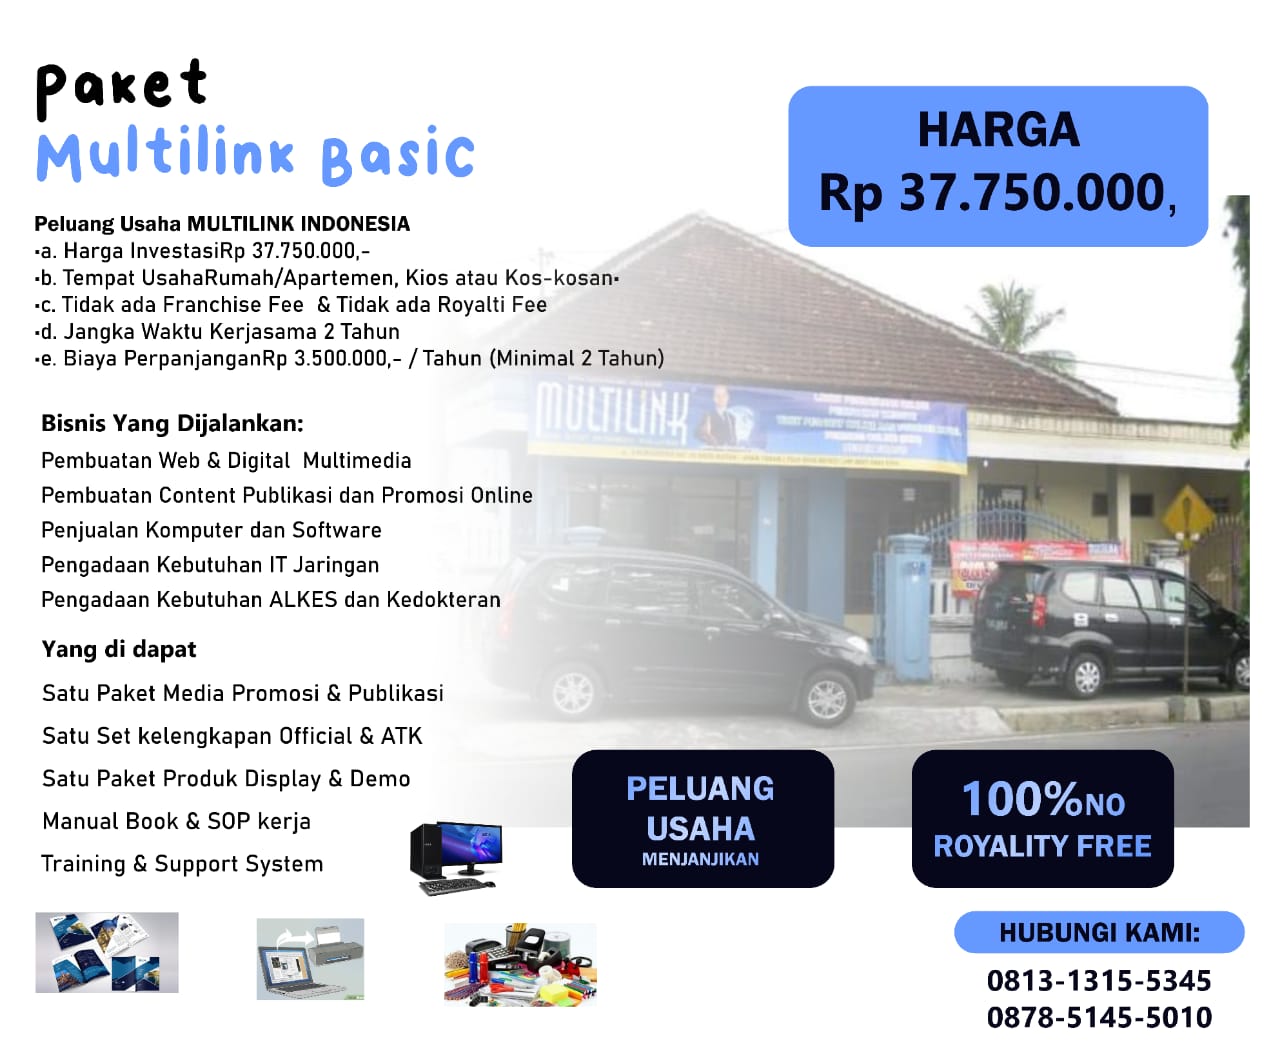 Paket
Multilink Basic
HARGA
Rp 37.750.000,
Peluang Usaha MULTILINK INDONESIA
▪a. Harga InvestasiRp 37.750.000,-
▪b. Tempat UsahaRumah/Apartemen, Kios atau Kos-kosan▪
▪c. Tidak ada Franchise Fee  & Tidak ada Royalti Fee
▪d. Jangka Waktu Kerjasama 2 Tahun
▪e. Biaya PerpanjanganRp 3.500.000,- / Tahun (Minimal 2 Tahun)
MULTILINK
Bisnis Yang Dijalankan:
Pembuatan Web & Digital  Multimedia
Pembuatan Content Publikasi dan Promosi Online
Penjualan Komputer dan Software
Pengadaan Kebutuhan IT Jaringan
Pengadaan Kebutuhan ALKES dan Kedokteran
Yang di dapat
Satu Paket Media Promosi & Publikasi
Satu Set kelengkapan Official & ATK
Satu Paket Produk Display & Demo
Manual Book & SOP kerja
Training & Support System
PELUANG
USAHA
MENJANJIKAN
100%NO
ROYALITY FREE
HUBUNGI KAMI:
0813-1315-5345
0878-5145-5010